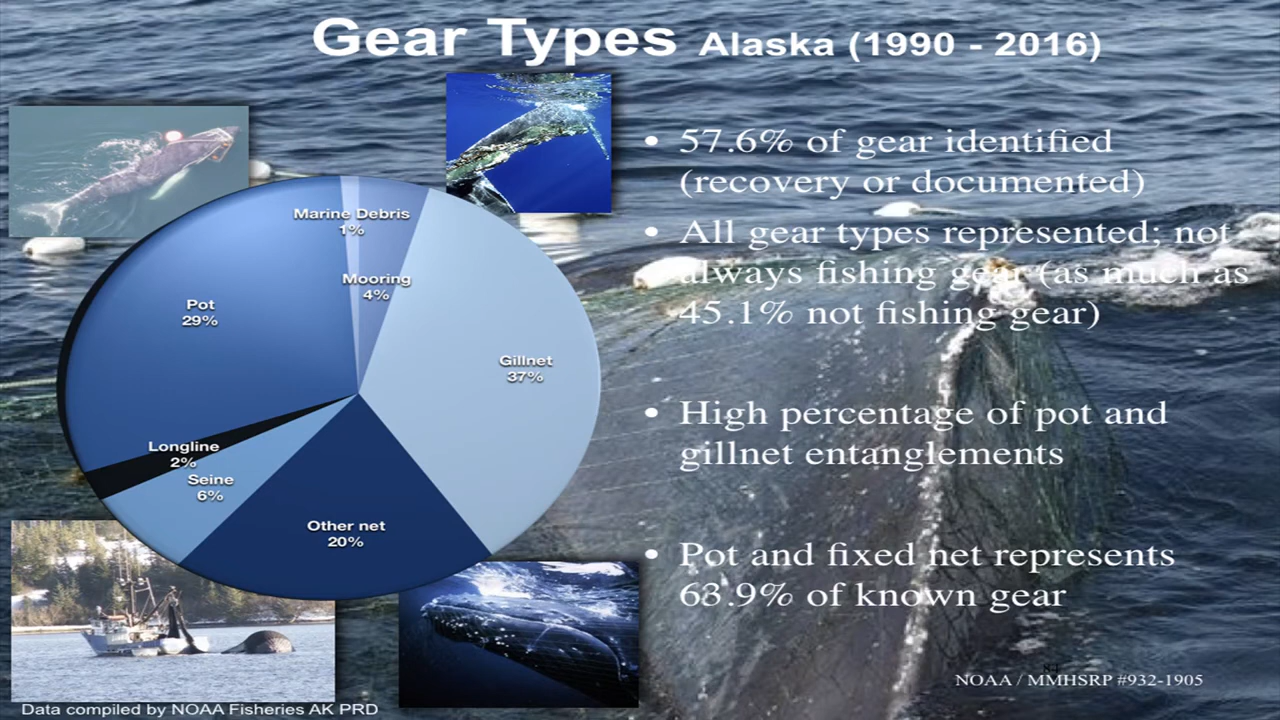 Gear Types Alaska (1990 - 2016)
Marine Debris
1%
Mooring
4%
Pot
29%
Gillnet
37%
Longline
2%
Seine
6%
Other net
20%
• 57.6% of gear identified
(recovery or documented)
• All gear types represented; not
always fishing gear (as much as
45.1% not fishing gear)
• High percentage of pot and
gillnet entanglements
• Pot and fixed net represents
63.9% of known gear
NOAA / MMHSRP #932-1905
Data compiled by NOAA Fisheries AK PRD